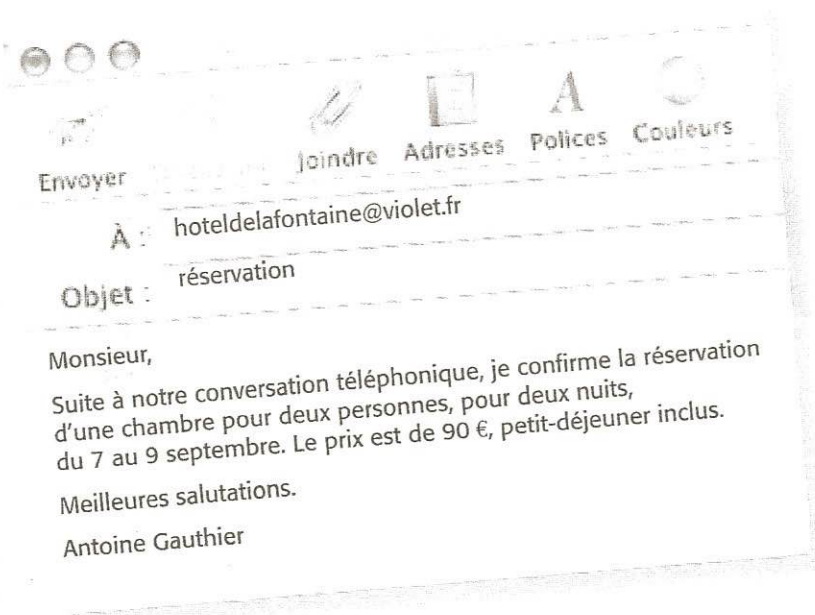 Envoyer Joindre Adresses Polices Couleurs
À : hoteldelafontaine@violet.fr
Objet : réservation
Monsieur,
Suite à notre conversation téléphonique, je confirme la réservation
d'une chambre pour deux personnes, pour deux nuits,
du 7 au 9 septembre. Le prix est de 90 €, petit-déjeuner inclus.
Meilleures salutations.
Antoine Gauthier